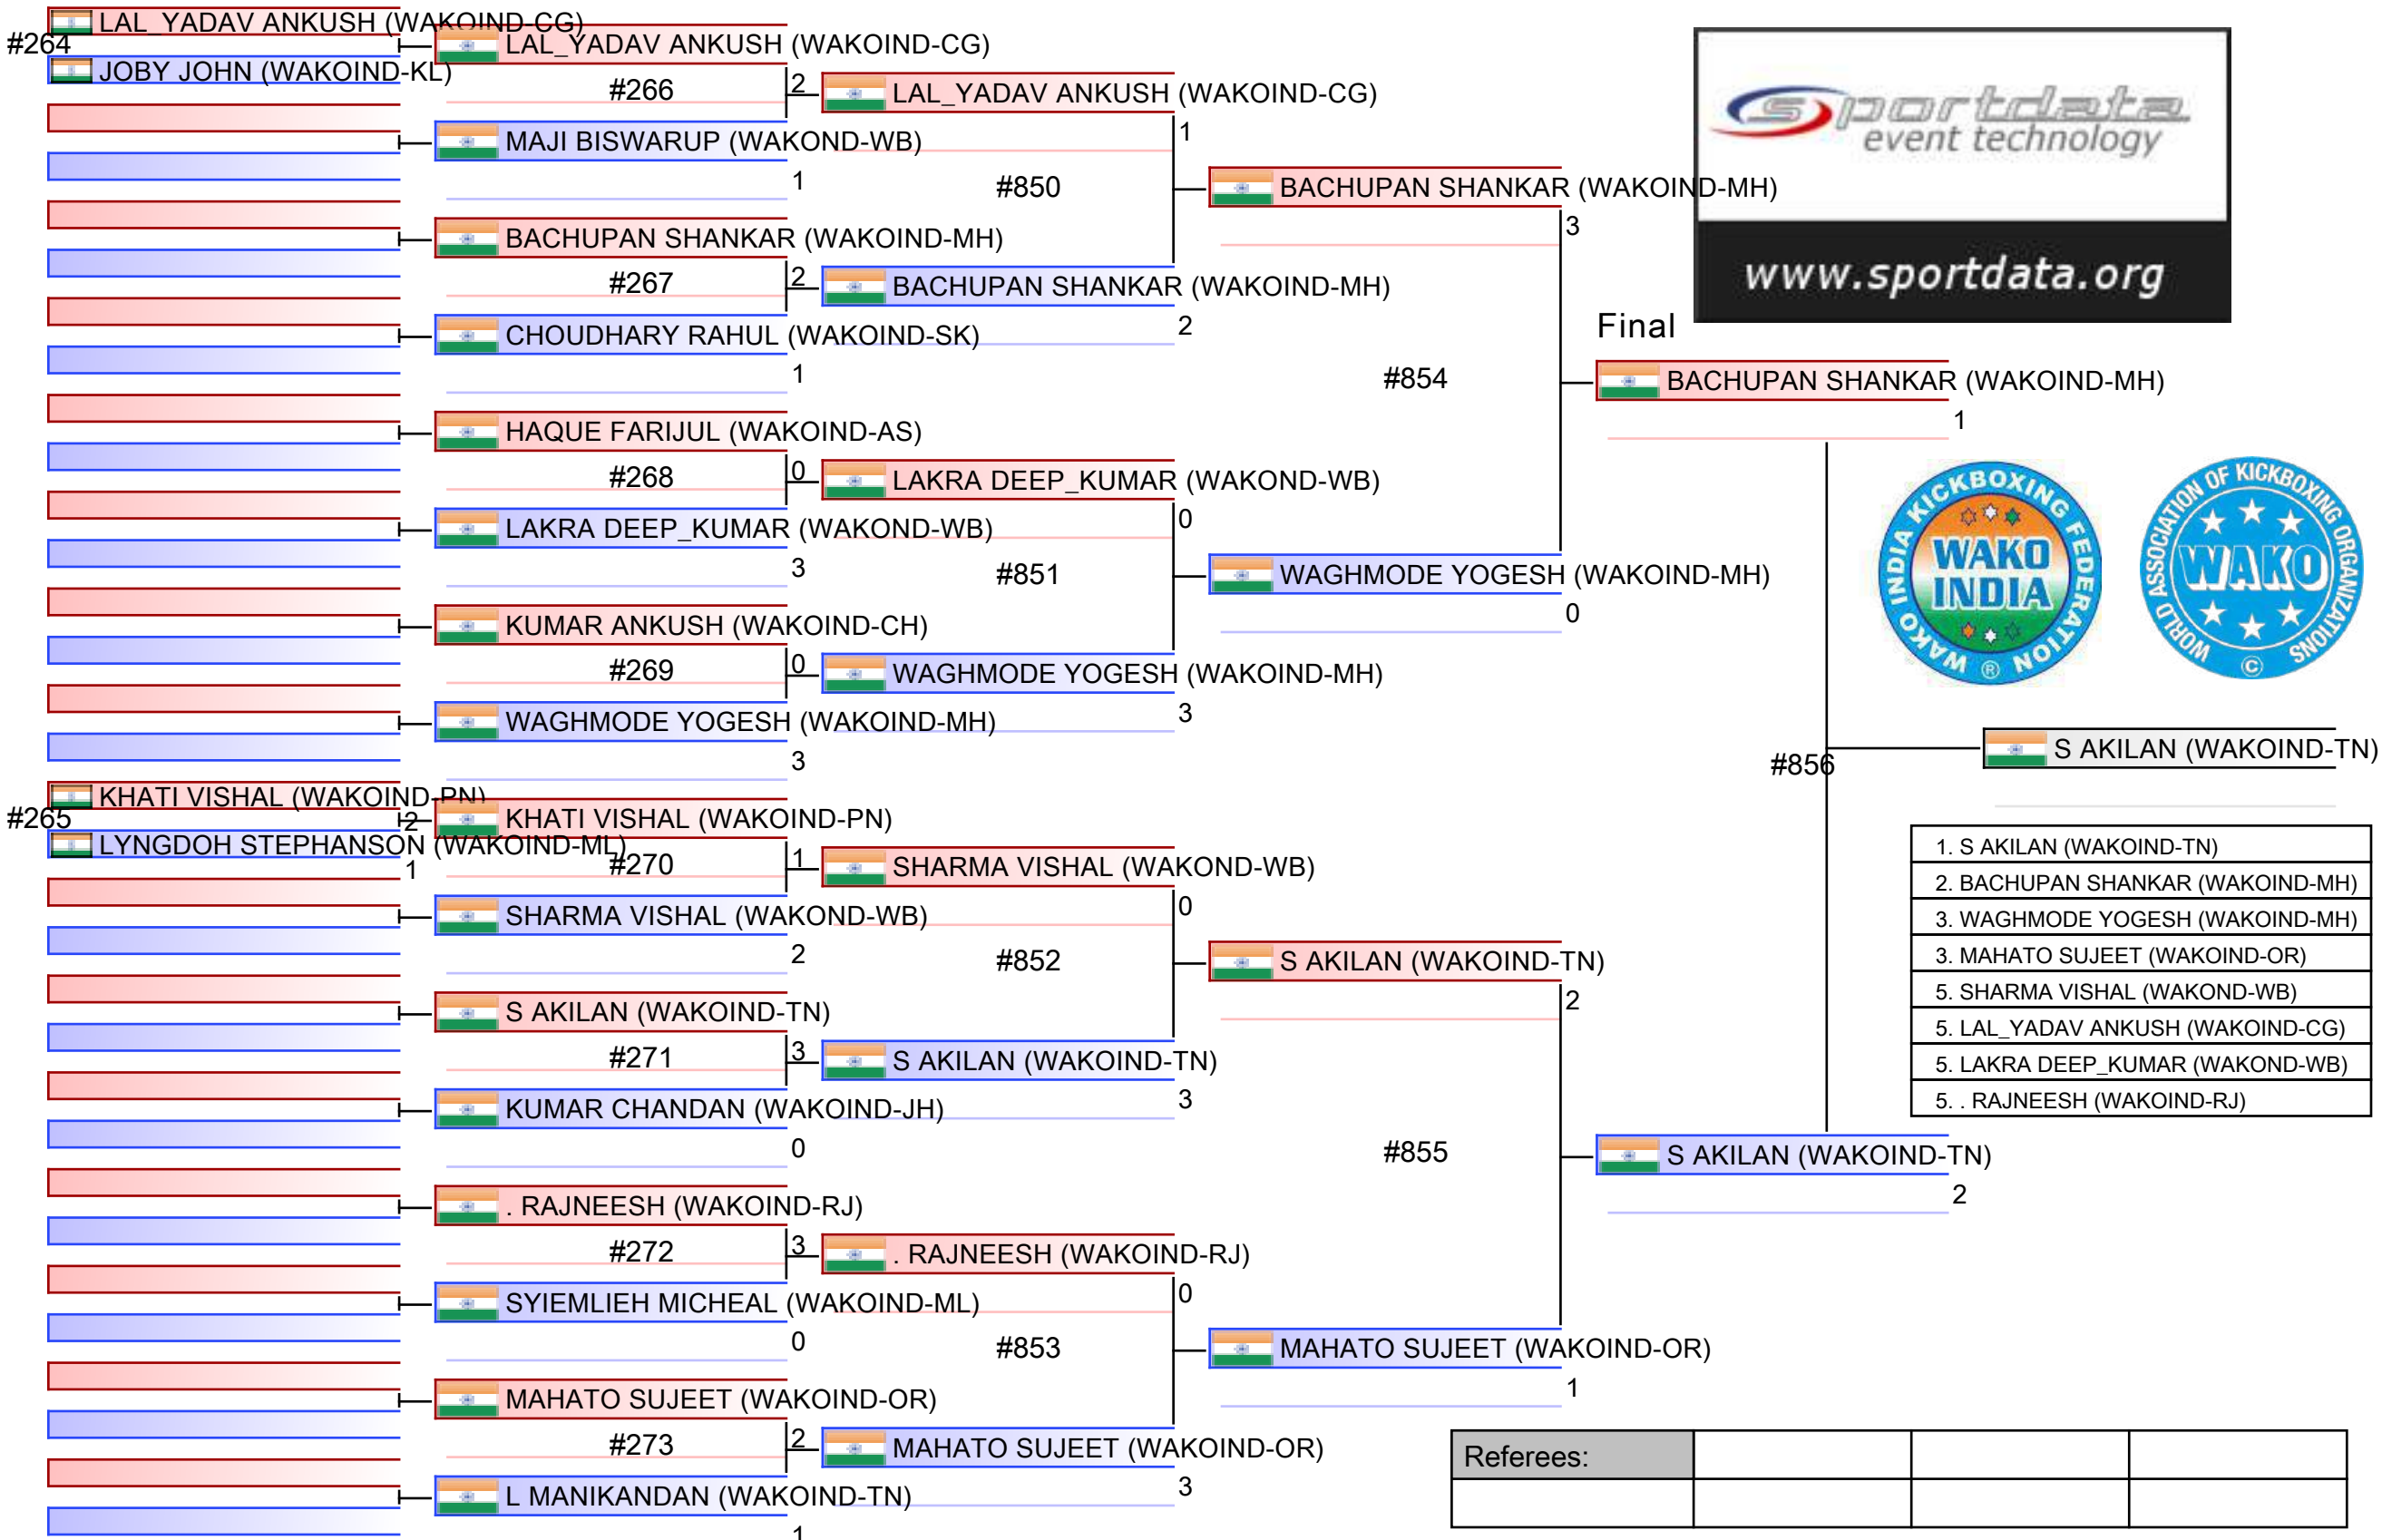 LAL_YADAV ANKUSH (WAKOIND-CG)
#264
JOBY JOHN (WAKOIND-KL)
KHATI VISHAL (WAKOIND-PN)
#265
2
LYNGDOH STEPHANSON (WAKOIND-ML)
1
LAL_YADAV ANKUSH (WAKOIND-CG)
#266
2
MAJI BISWARUP (WAKOND-WB)
1
BACHUPAN SHANKAR (WAKOIND-MH)
#267
2
CHOUDHARY RAHUL (WAKOIND-SK)
1
HAQUE FARIJUL (WAKOIND-AS)
#268
0
LAKRA DEEP_KUMAR (WAKOND-WB)
3
KUMAR ANKUSH (WAKOIND-CH)
#269
0
WAGHMODE YOGESH (WAKOIND-MH)
3
KHATI VISHAL (WAKOIND-PN)
#270
1
SHARMA VISHAL (WAKOND-WB)
2
S AKILAN (WAKOIND-TN)
#271
3
KUMAR CHANDAN (WAKOIND-JH)
0
. RAJNEESH (WAKOIND-RJ)
#272
3
SYIEMLIEH MICHEAL (WAKOIND-ML)
0
MAHATO SUJEET (WAKOIND-OR)
#273
2
L MANIKANDAN (WAKOIND-TN)
1
LAL_YADAV ANKUSH (WAKOIND-CG)
1
#850
BACHUPAN SHANKAR (WAKOIND-MH)
2
LAKRA DEEP_KUMAR (WAKOND-WB)
0
#851
WAGHMODE YOGESH (WAKOIND-MH)
3
SHARMA VISHAL (WAKOND-WB)
0
#852
S AKILAN (WAKOIND-TN)
3
. RAJNEESH (WAKOIND-RJ)
0
#853
MAHATO SUJEET (WAKOIND-OR)
3
BACHUPAN SHANKAR (WAKOIND-MH)
3
#854
WAGHMODE YOGESH (WAKOIND-MH)
0
S AKILAN (WAKOIND-TN)
2
#855
MAHATO SUJEET (WAKOIND-OR)
1
sportdata
event technology
www.sportdata.org
Final
BACHUPAN SHANKAR (WAKOIND-MH)
1
WAKO INDIA KICKBOXING FEDERATION
WAKO
INDIA
®
WORLD ASSOCIATION OF KICKBOXING ORGANIZATIONS
WAKO
©
#856
S AKILAN (WAKOIND-TN)
S AKILAN (WAKOIND-TN)
2
1. S AKILAN (WAKOIND-TN)
2. BACHUPAN SHANKAR (WAKOIND-MH)
3. WAGHMODE YOGESH (WAKOIND-MH)
3. MAHATO SUJEET (WAKOIND-OR)
5. SHARMA VISHAL (WAKOND-WB)
5. LAL_YADAV ANKUSH (WAKOIND-CG)
5. LAKRA DEEP_KUMAR (WAKOND-WB)
5. . RAJNEESH (WAKOIND-RJ)
Referees: